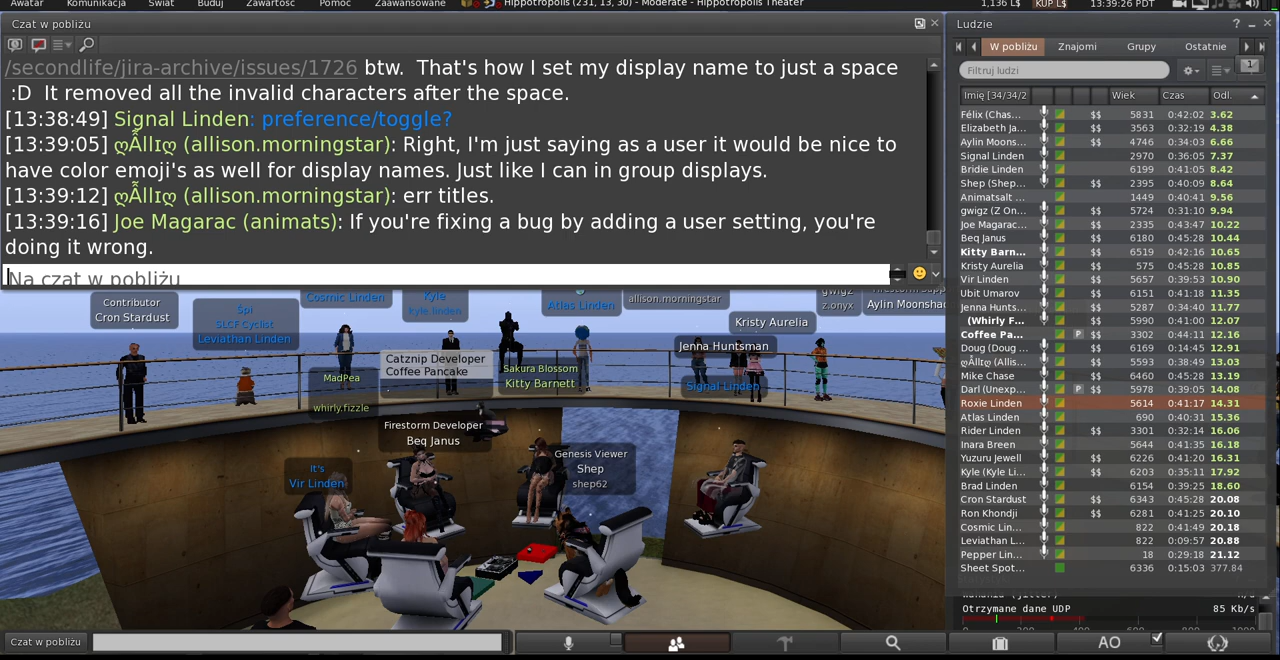 Awatar Komunikacja Świat Buduj Zawartość Pomoc Zaawansowane Hippotropolis (231, 13, 30) - Moderate - Hippotropolis Theater 1,136 L$ KUP L$ 13:39:26 PDT
Czat w pobliżu
/secondlife/jira-archive/issues/1726 btw. That's how I set my display name to just a space
:D It removed all the invalid characters after the space.
[13:38:49] Signal Linden: preference/toggle?
[13:39:05] ღÂllɪღ (allison.morningstar): Right, I'm just saying as a user it would be nice to
have color emoji's as well for display names. Just like I can in group displays.
[13:39:12] ღÂllɪღ (allison.morningstar): err titles.
[13:39:16] Joe Magarac (animats): If you're fixing a bug by adding a user setting, you're
doing it wrong.
Na czat w pobliżu
Contributor
Cron Stardust
Špi
SLCF Cyclist
Leviathan Linden
Cosmic Linden
Kyle
kyle.linden
Atlas Linden
allison.morningstar
gwigz
z.onyx
Aylin Moonshad
Kristy Aurelia
Jenna Huntsman
Signal Linden
Catznip Developer
Coffee Pancake
Sakura Blossom
Kitty Barnett
MadPea
whirly.fizzle
Firestorm Developer
Beq Janus
Genesis Viewer
Shep
shep62
It's
Vir Linden
Czat w pobliżu
Ludzie
W pobliżu Znajomi Grupy Ostatnie
Filtruj ludzi
1
Imię [34/34/2 Wiek Czas Odl.
Félix (Chas... $$ 5831 0:42:02 3.62
Elizabeth Ja... $$ 3563 0:32:19 4.38
Aylin Moons... $$ 4746 0:34:03 6.66
Signal Linden 2970 0:36:05 7.37
Brianna Lovey 6199 0:41:05 8.42
Shep (Shep... $$ 2395 0:40:09 8.64
Animatsalt 1449 0:40:41 9.56
gwigz (Z On... $$ 5724 0:31:10 9.94
Joe Magarac... $$ 2335 0:43:47 10.22
Beq Janus $$ 6180 0:45:28 10.44
Kitty Barn... $$ 6519 0:42:16 10.65
Kristy Aurelia $$ 575 0:45:28 10.85
Vir Linden $$ 5657 0:39:53 10.90
Ubit Umarov $$ 6151 0:41:18 11.35
Jenna Hunts... $$ 5287 0:34:40 11.77
(Whirly F... $$ 5990 0:41:00 12.07
Coffee Pa... P $$ 3302 0:44:11 12.16
Doug (Doug ... $$ 6169 0:14:45 12.91
ღÂllɪღ (Allis... $$ 5593 0:38:49 13.03
Mike Chase $$ 6460 0:45:28 13.19
Darl (Unexp... P $$ 5978 0:39:05 14.08
Roxie Linden 5614 0:41:17 14.31
Atlas Linden 690 0:40:31 15.36
Rider Linden $$ 3301 0:32:14 16.06
Inara Breen 5644 0:41:35 16.18
Yuzuru Jewell $$ 6226 0:41:20 16.31
Kyle (Kyle Li... $$ 6203 0:35:11 17.92
Brad Linden 6154 0:39:25 18.60
Cron Stardust $$ 6343 0:45:28 20.08
Ron Khondji $$ 6281 0:41:25 20.10
Cosmic Lin... 822 0:41:49 20.18
Leviathan L... 822 0:09:57 20.88
Pepper Lin... 18 0:29:18 21.12
Sheet Spot... 6336 0:15:03 377.84
Otrzymane dane UDP 85 Kb/s
AO